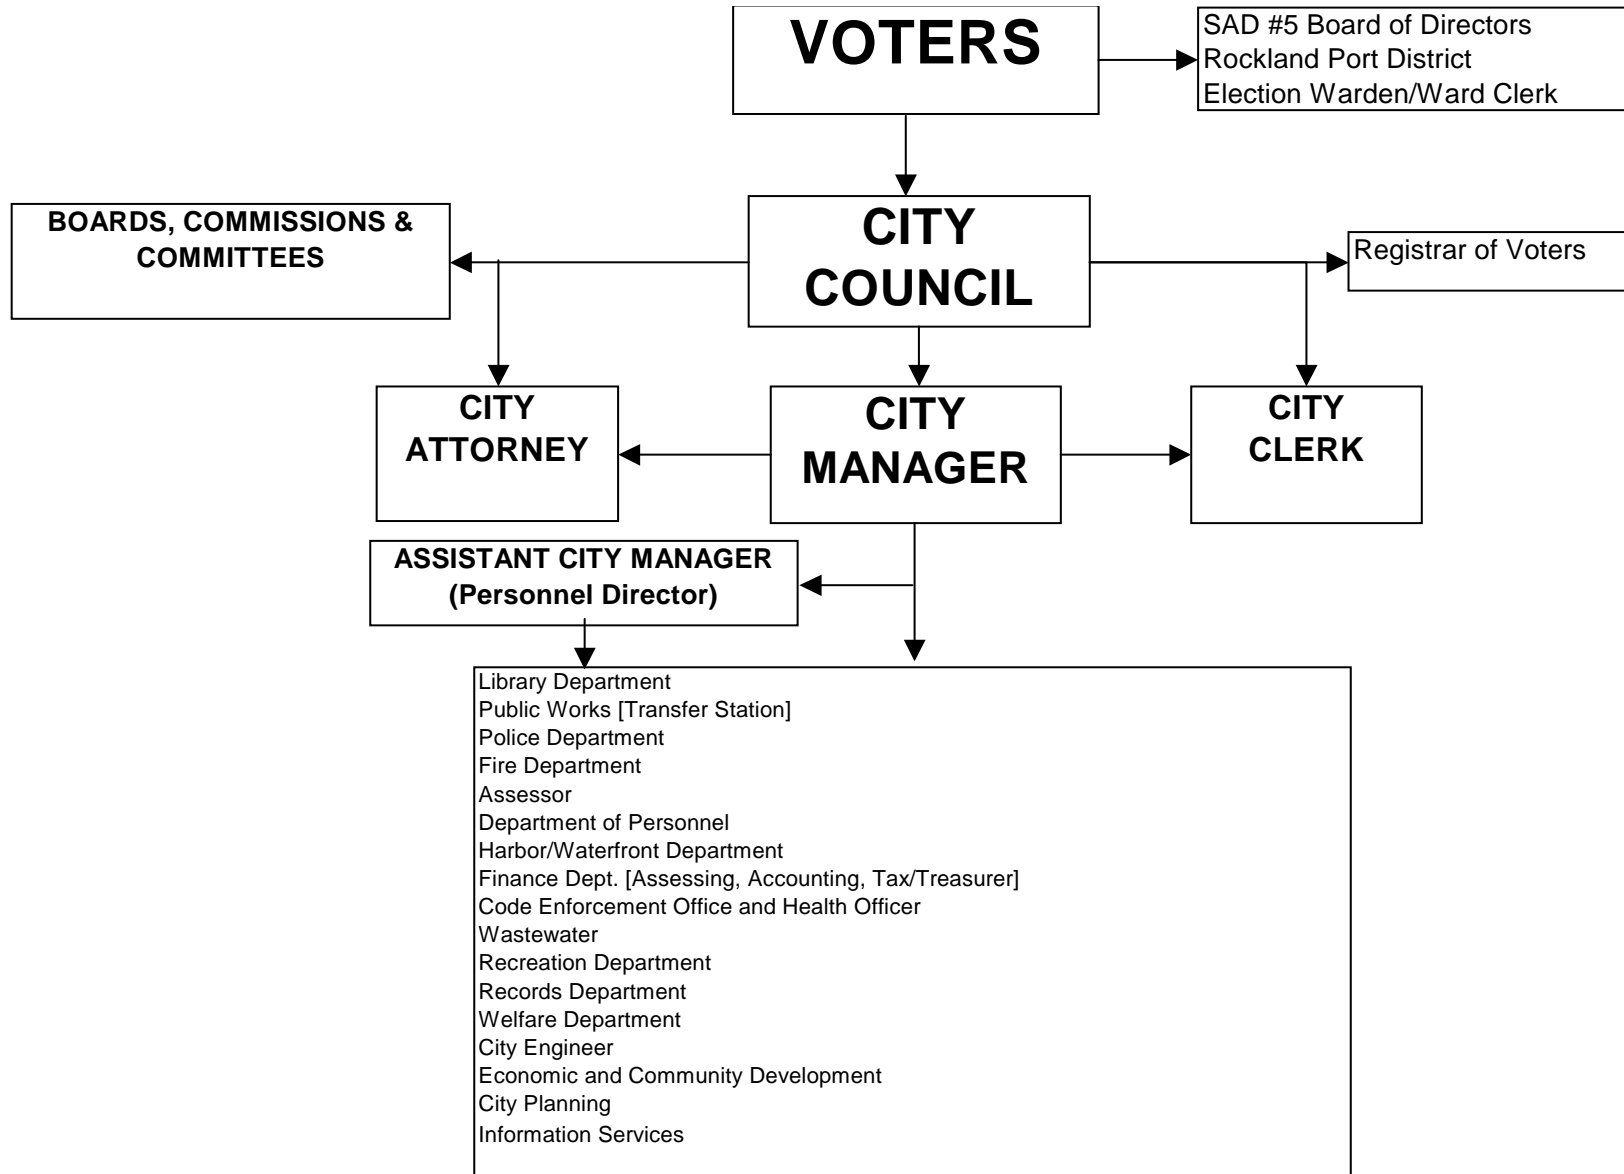 VOTERS
SAD #5 Board of Directors
Rockland Port District
Election Warden/Ward Clerk
BOARDS, COMMISSIONS &
COMMITTEES
CITY
COUNCIL
Registrar of Voters
CITY
ATTORNEY
CITY
MANAGER
CITY
CLERK
ASSISTANT CITY MANAGER
(Personnel Director)
Library Department
Public Works [Transfer Station]
Police Department
Fire Department
Assessor
Department of Personnel
Harbor/Waterfront Department
Finance Dept. [Assessing, Accounting, Tax/Treasurer]
Code Enforcement Office and Health Officer
Wastewater
Recreation Department
Records Department
Welfare Department
City Engineer
Economic and Community Development
City Planning
Information Services